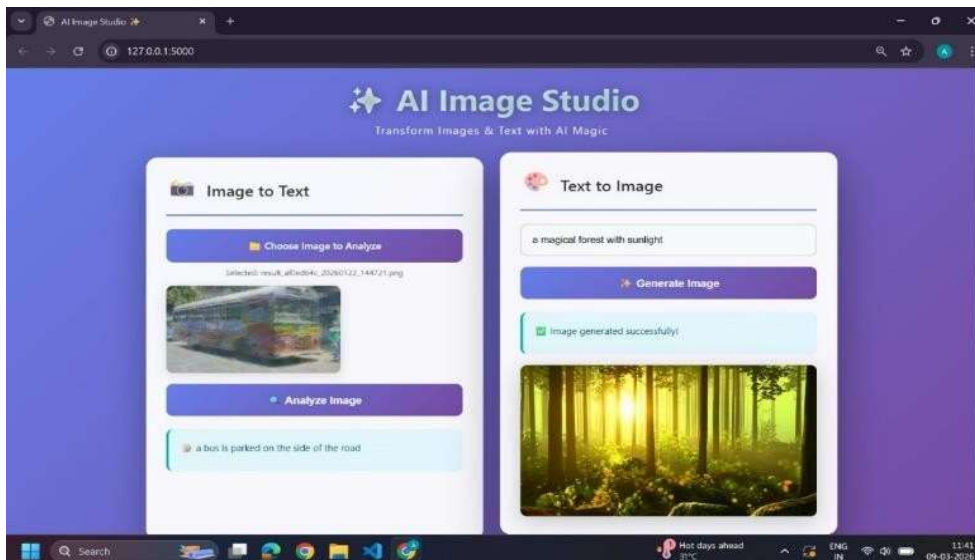 AI Image Studio
127.0.0.1:5000
AI Image Studio
Transform Images & Text with AI Magic
Image to Text
Choose Image to Analyze
Selected: 
Analyze Image
a bus is parked on the side of the road
Text to Image
a magical forest with sunlight
Generate Image
Image generated successfully!
Search
Hot days ahead
31°C
ENG
IN
11:41
09-03-2026